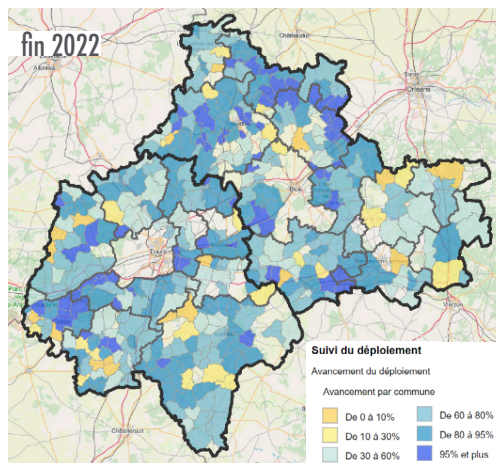 fin 2022
Châteaudun
Saran
Orléans
Blois
Tours
Vierzon
Châtellerault
Suivi du déploiement
Avancement du déploiement
Avancement par commune
De 0 à 10%
De 60 à 80%
De 10 à 30%
De 80 à 95%
De 30 à 60%
95% et plus